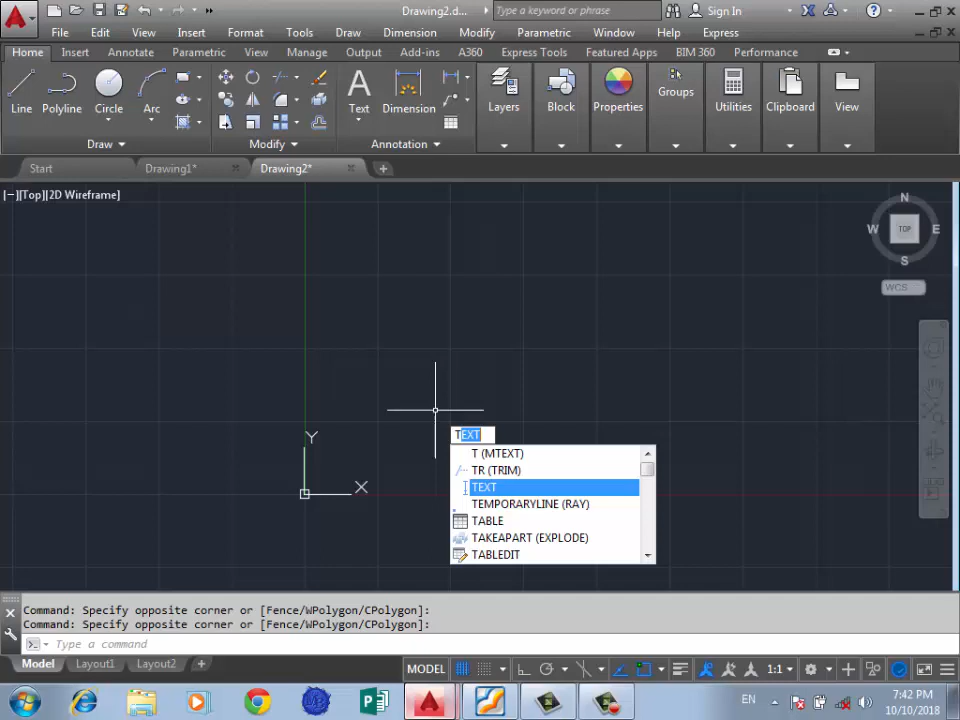 Drawing2.d...
Type a keyword or phrase
Sign In
File Edit View Insert Format Tools Draw Dimension Modify Parametric Window Help Express
Home Insert Annotate Parametric View Manage Output Add-ins A360 Express Tools Featured Apps BIM 360 Performance
Line Polyline Circle Arc Text Dimension Layers Block Properties Groups Utilities Clipboard View
Draw Modify Annotation
Start Drawing1* Drawing2*
[−][Top][2D Wireframe]
N
W TOP E
S
WCS
Y
X
TEXT
T (MTEXT)
TR (TRIM)
TEXT
TEMPORARYLINE (RAY)
TABLE
TAKEAPART (EXPLODE)
TABLEDIT
Command: Specify opposite corner or [Fence/WPolygon/CPolygon]:
Command: Specify opposite corner or [Fence/WPolygon/CPolygon]:
Type a command
Model Layout1 Layout2 MODEL 1:1
EN
7:42 PM
10/10/2018